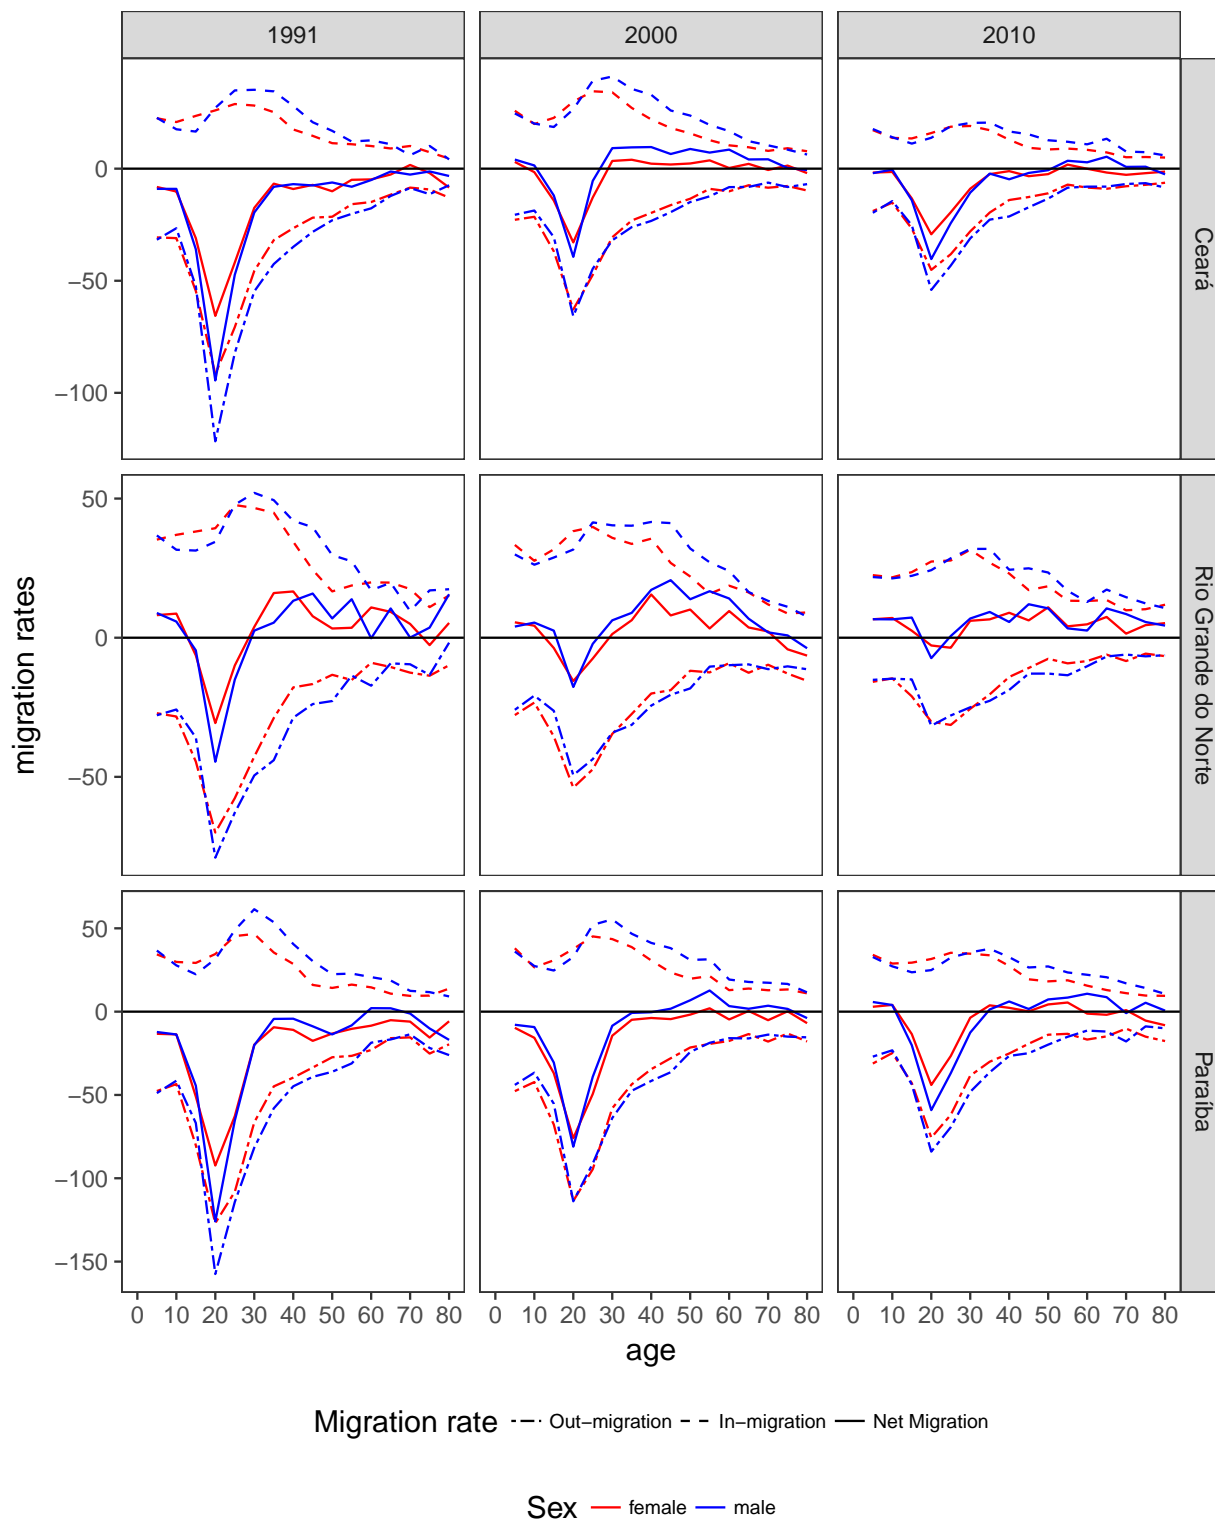 1991 2000 2010
0
−50
−100
Ceará
50
0
−50
Rio Grande do Norte
migration rates
50
0
−50
−100
−150
Paraíba
0 10 20 30 40 50 60 70 80 0 10 20 30 40 50 60 70 80 0 10 20 30 40 50 60 70 80
age
Migration rate Out−migration In−migration Net Migration
Sex female male